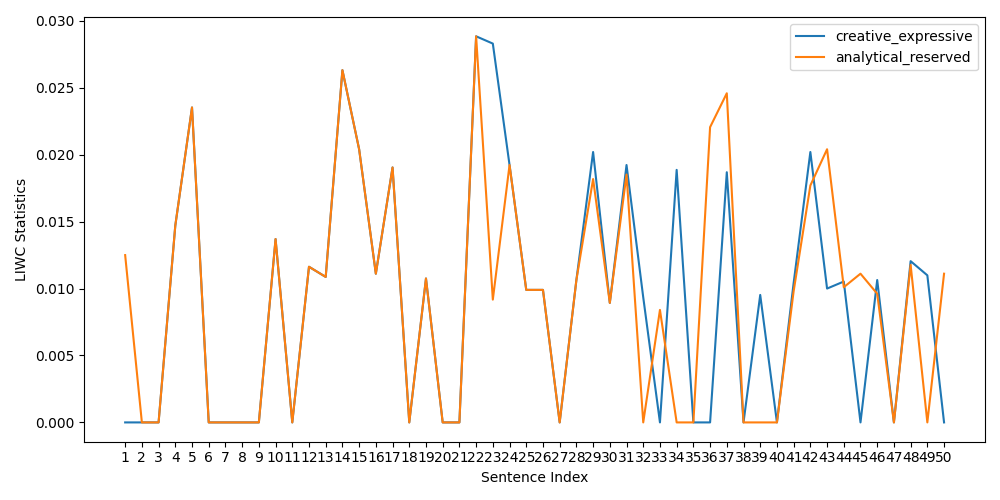 0.030
0.025
0.020
0.015
0.010
0.005
0.000
LIWC Statistics
creative_expressive
analytical_reserved
1 2 3 4 5 6 7 8 9 10 11 12 13 14 15 16 17 18 19 20 21 22 23 24 25 26 27 28 29 30 31 32 33 34 35 36 37 38 39 40 41 42 43 44 45 46 47 48 49 50
Sentence Index